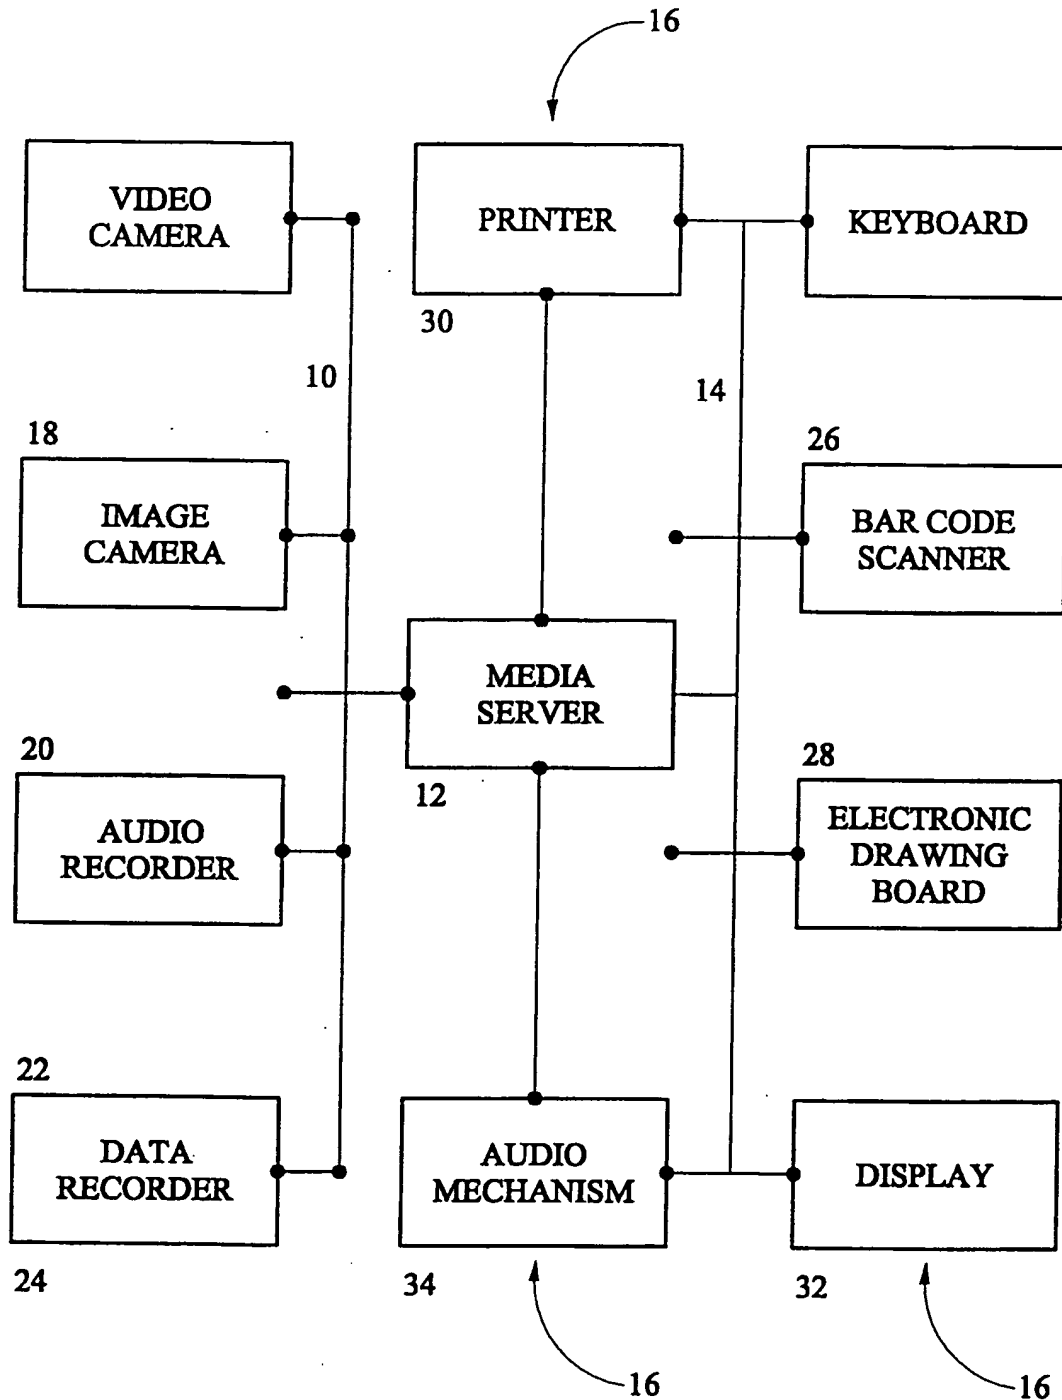 16
VIDEO
CAMERA
PRINTER
KEYBOARD
30
10
14
18
26
IMAGE
CAMERA
BAR CODE
SCANNER
MEDIA
SERVER
20
12
28
AUDIO
RECORDER
ELECTRONIC
DRAWING
BOARD
22
DATA
RECORDER
AUDIO
MECHANISM
DISPLAY
24
34
32
16
16